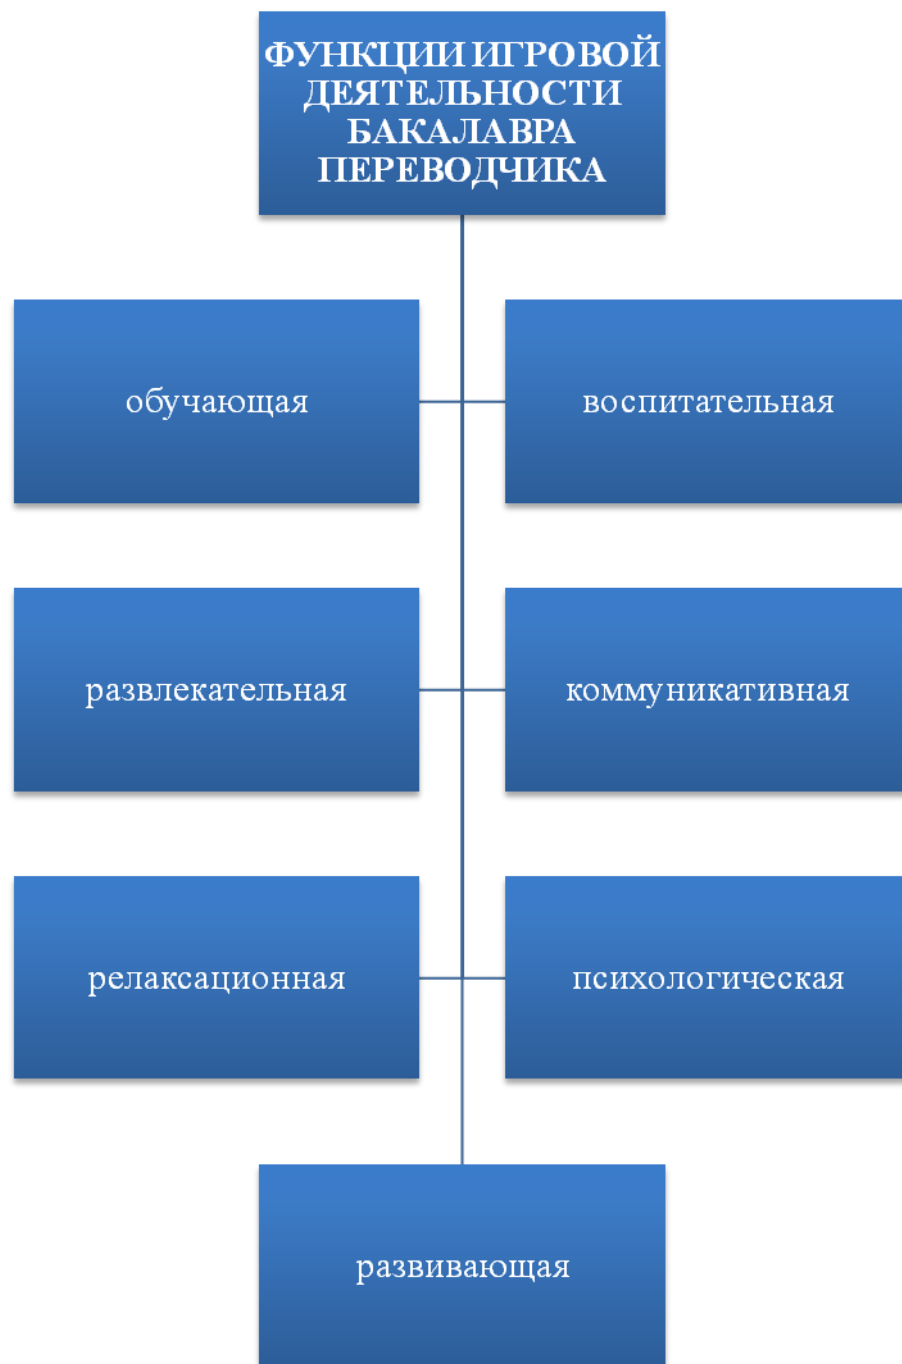 ФУНКЦИИ ИГРОВОЙ
ДЕЯТЕЛЬНОСТИ
БАКАЛАВРА
ПЕРЕВОДЧИКА
обучающая
воспитательная
развлекательная
коммуникативная
релаксационная
психологическая
развивающая